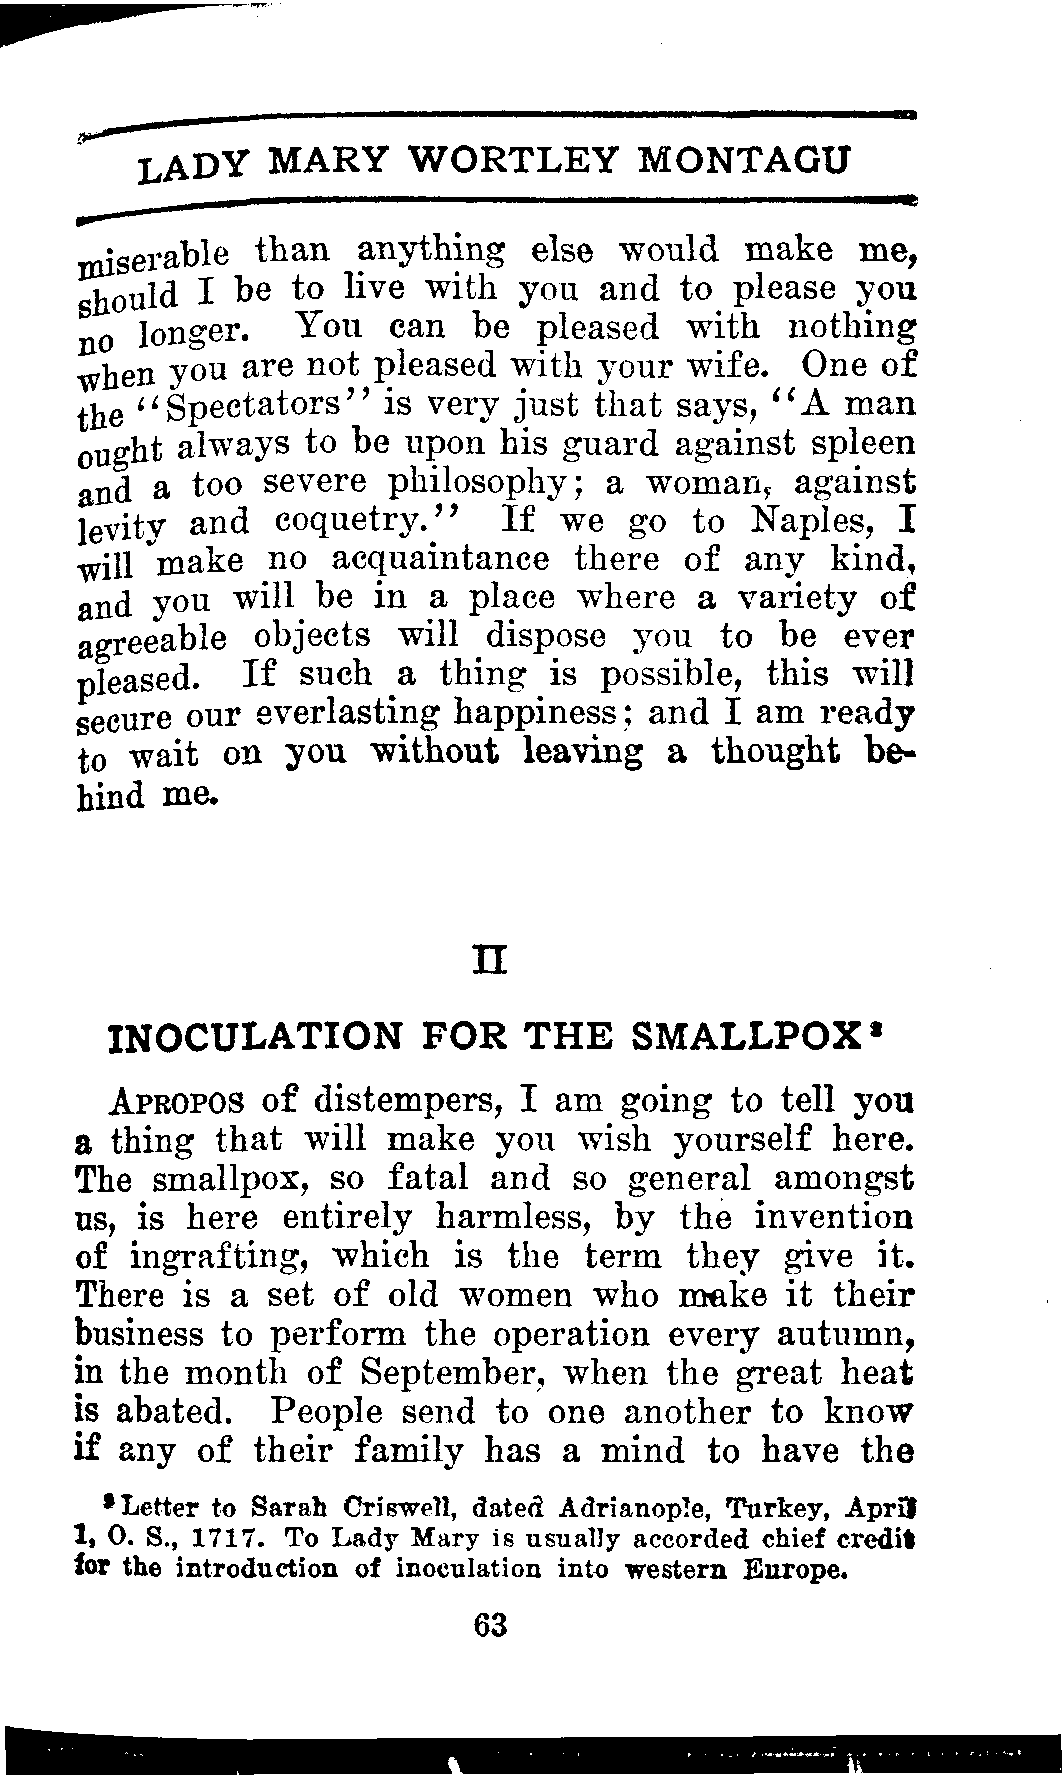 LADY MARY WORTLEY MONTAGU
miserable than anything else would make me,
should I be to live with you and to please you
no longer. You can be pleased with nothing
when you are not pleased with your wife. One of
the "Spectators" is very just that says, "A man
ought always to be upon his guard against spleen
and a too severe philosophy; a woman, against
levity and coquetry." If we go to Naples, I
will make no acquaintance there of any kind,
and you will be in a place where a variety of
agreeable objects will dispose you to be ever
pleased. If such a thing is possible, this will
secure our everlasting happiness; and I am ready
to wait on you without leaving a thought be-
hind me.
II
INOCULATION FOR THE SMALLPOX³
APROPOS of distempers, I am going to tell you
a thing that will make you wish yourself here.
The smallpox, so fatal and so general amongst
us, is here entirely harmless, by the invention
of ingrafting, which is the term they give it.
There is a set of old women who make it their
business to perform the operation every autumn,
in the month of September, when the great heat
is abated. People send to one another to know
if any of their family has a mind to have the
³ Letter to Sarah Criswell, dated Adrianople, Turkey, April
1, O. S., 1717. To Lady Mary is usually accorded chief credit
for the introduction of inoculation into western Europe.
63